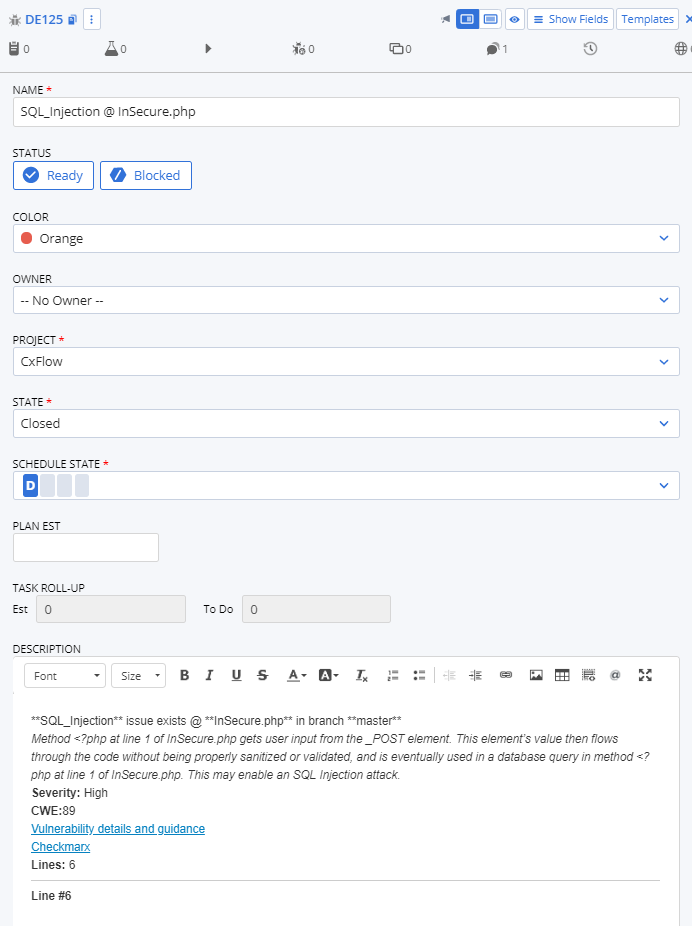 DE125
Show Fields
Templates
0
0
0
0
1
NAME *
SQL_Injection @ InSecure.php
STATUS
Ready
Blocked
COLOR
Orange
OWNER
-- No Owner --
PROJECT *
CxFlow
STATE *
Closed
SCHEDULE STATE *
D
PLAN EST
TASK ROLL-UP
Est 0 To Do 0
DESCRIPTION
Font Size B I U S A A Tx @
**SQL_Injection** issue exists @ **InSecure.php** in branch **master**
Method <?php at line 1 of InSecure.php gets user input from the _POST element. This element's value then flows
through the code without being properly sanitized or validated, and is eventually used in a database query in method <?
php at line 1 of InSecure.php. This may enable an SQL Injection attack.
Severity: High
CWE:89
Vulnerability details and guidance
Checkmarx
Lines: 6
Line #6